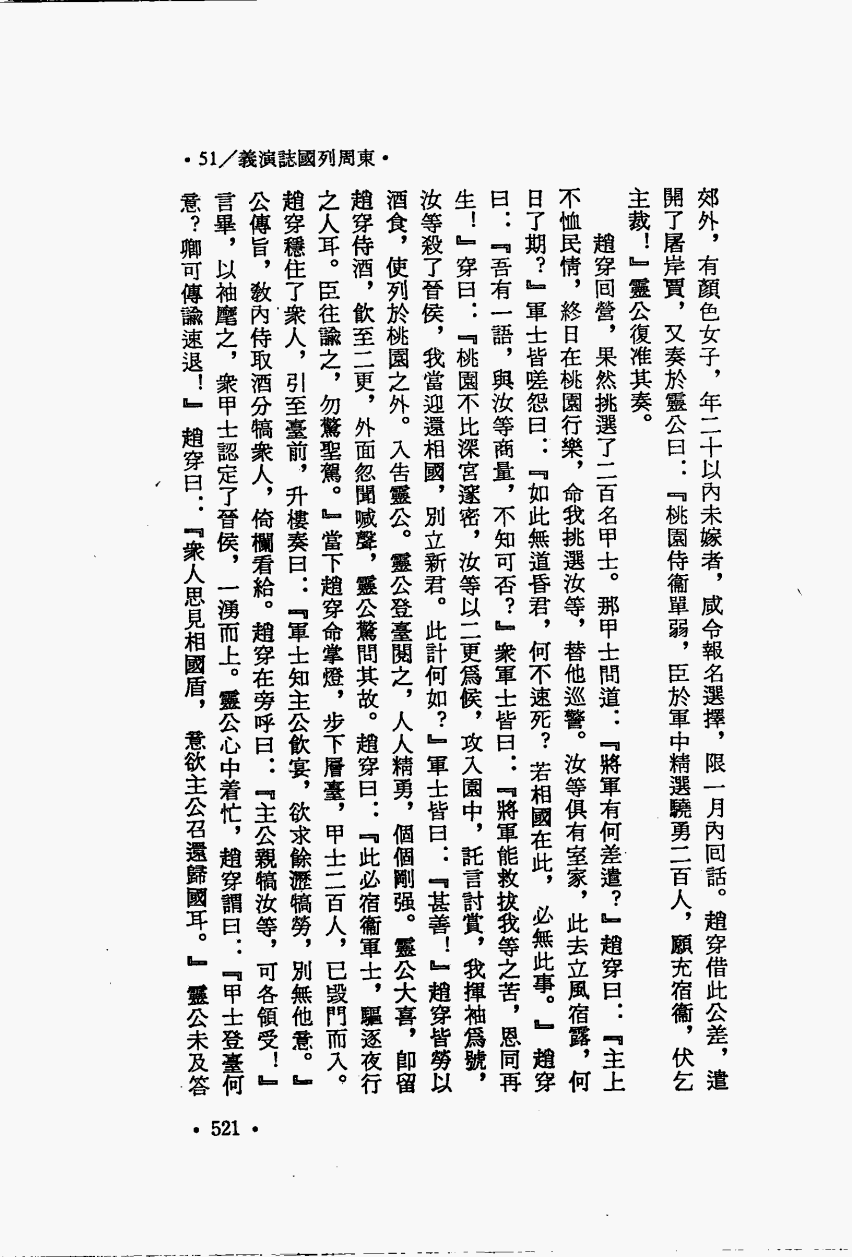 ·東周列國誌演義／51·
郊外，有顏色女子，年二十以內未嫁者，咸令報名選擇，限一月內回話。趙穿借此公差，遣
開了屠岸賈，又奏於靈公曰：『桃園侍衞單弱，臣於軍中精選驍勇二百人，願充宿衞，伏乞
主裁！』靈公復准其奏。
趙穿回營，果然挑選了二百名甲士。那甲士問道：『將軍有何差遣？』趙穿曰：『主上
不恤民情，終日在桃園行樂，命我挑選汝等，替他巡警。汝等俱有室家，此去立風宿露，何
日了期？』軍士皆嗟怨曰：『如此無道昏君，何不速死？若相國在此，必無此事。』趙穿
曰：『吾有一語，與汝等商量，不知可否？』衆軍士皆曰：『將軍能救拔我等之苦，恩同再
生！』穿曰：『桃園不比深宮邃密，汝等以二更爲候，攻入園中，託言討賞，我揮袖爲號，
汝等殺了晉侯，我當迎還相國，別立新君。此計何如？』軍士皆曰：『甚善！』趙穿皆勞以
酒食，使列於桃園之外。入告靈公。靈公登臺閱之，人人精勇，個個剛强。靈公大喜，卽留
趙穿侍酒，飲至二更，外面忽聞喊聲，靈公驚問其故。趙穿曰：『此必宿衞軍士，驅逐夜行
之人耳。臣往諭之，勿驚聖駕。』當下趙穿命掌燈，步下層臺，甲士二百人，已毀門而入。
趙穿穩住了衆人，引至臺前，升樓奏曰：『軍士知主公飲宴，欲求餘瀝犒勞，別無他意。』
公傳旨，敎內侍取酒分犒衆人，倚欄看給。趙穿在旁呼曰：『主公親犒汝等，可各領受！』
言畢，以袖麾之，衆甲士認定了晉侯，一湧而上。靈公心中着忙，趙穿謂曰：『甲士登臺何
意？卿可傳諭速退！』趙穿曰：『衆人思見相國盾，意欲主公召還歸國耳。』靈公未及答
·521·